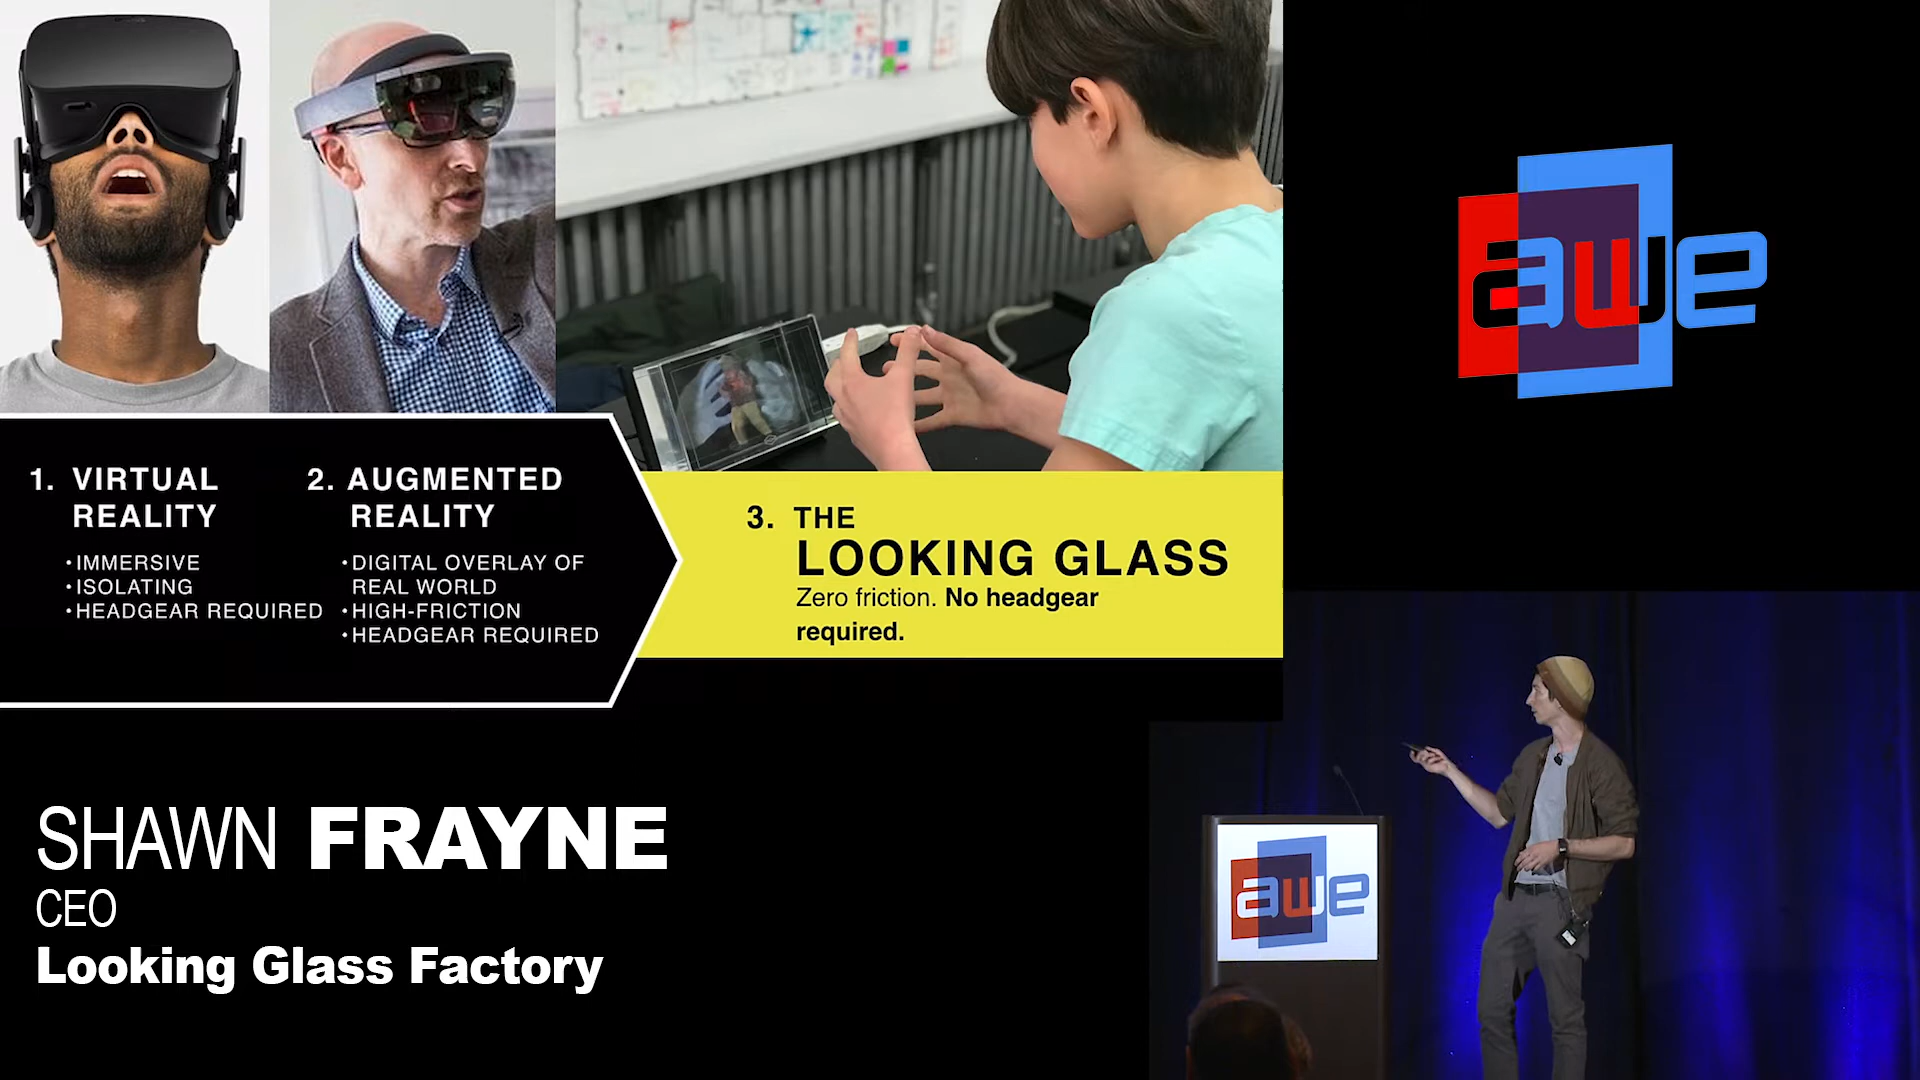 1. VIRTUAL
REALITY
•IMMERSIVE
•ISOLATING
•HEADGEAR REQUIRED
2. AUGMENTED
REALITY
•DIGITAL OVERLAY OF
REAL WORLD
•HIGH-FRICTION
•HEADGEAR REQUIRED
3. THE
LOOKING GLASS
Zero friction. No headgear
required.
awe
SHAWN FRAYNE
CEO
Looking Glass Factory
awe